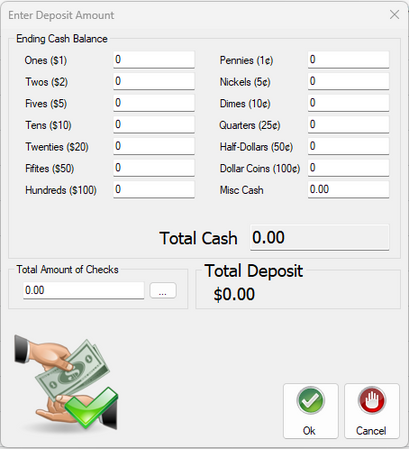 Enter Deposit Amount
Ending Cash Balance
Ones ($1) 0 Pennies (1¢) 0
Twos ($2) 0 Nickels (5¢) 0
Fives ($5) 0 Dimes (10¢) 0
Tens ($10) 0 Quarters (25¢) 0
Twenties ($20) 0 Half-Dollars (50¢) 0
Fifites ($50) 0 Dollar Coins (100¢) 0
Hundreds ($100) 0 Misc Cash 0.00
Total Cash 0.00
Total Amount of Checks
0.00 ...
Total Deposit
$0.00
Ok Cancel